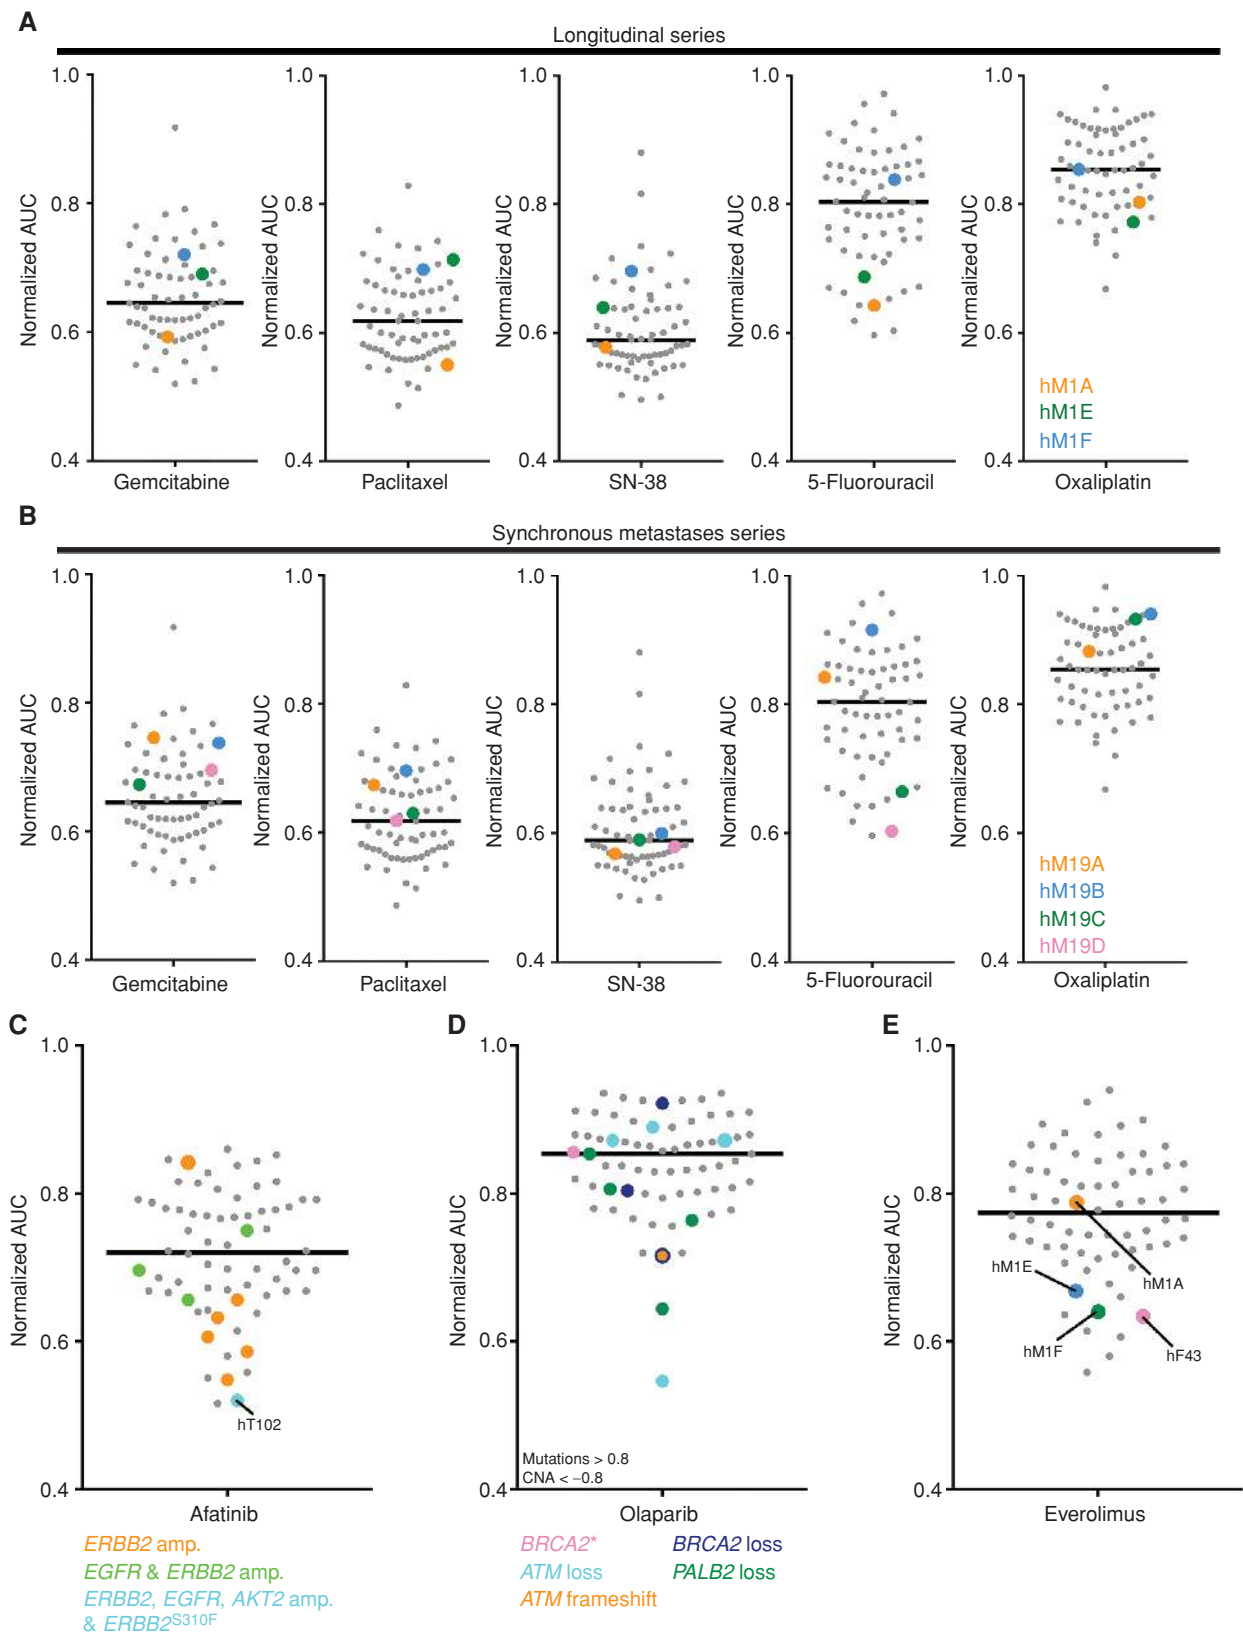 A
Longitudinal series
Normalized AUC
1.0
0.8
0.6
0.4
Gemcitabine
Normalized AUC
1.0
0.8
0.6
0.4
Paclitaxel
Normalized AUC
1.0
0.8
0.6
0.4
SN-38
Normalized AUC
1.0
0.8
0.6
0.4
5-Fluorouracil
Normalized AUC
1.0
0.8
0.6
0.4
Oxaliplatin
hM1A
hM1E
hM1F
B
Synchronous metastases series
Normalized AUC
1.0
0.8
0.6
0.4
Gemcitabine
Normalized AUC
1.0
0.8
0.6
0.4
Paclitaxel
Normalized AUC
1.0
0.8
0.6
0.4
SN-38
Normalized AUC
1.0
0.8
0.6
0.4
5-Fluorouracil
Normalized AUC
1.0
0.8
0.6
0.4
Oxaliplatin
hM19A
hM19B
hM19C
hM19D
C
Normalized AUC
1.0
0.8
0.6
0.4
hT102
Afatinib
ERBB2 amp.
EGFR & ERBB2 amp.
ERBB2, EGFR, AKT2 amp.
& ERBB2S310F
D
Normalized AUC
1.0
0.8
0.6
0.4
Mutations > 0.8
CNA < −0.8
Olaparib
BRCA2* BRCA2 loss
ATM loss PALB2 loss
ATM frameshift
E
Normalized AUC
1.0
0.8
0.6
0.4
hM1E
hM1A
hM1F
hF43
Everolimus